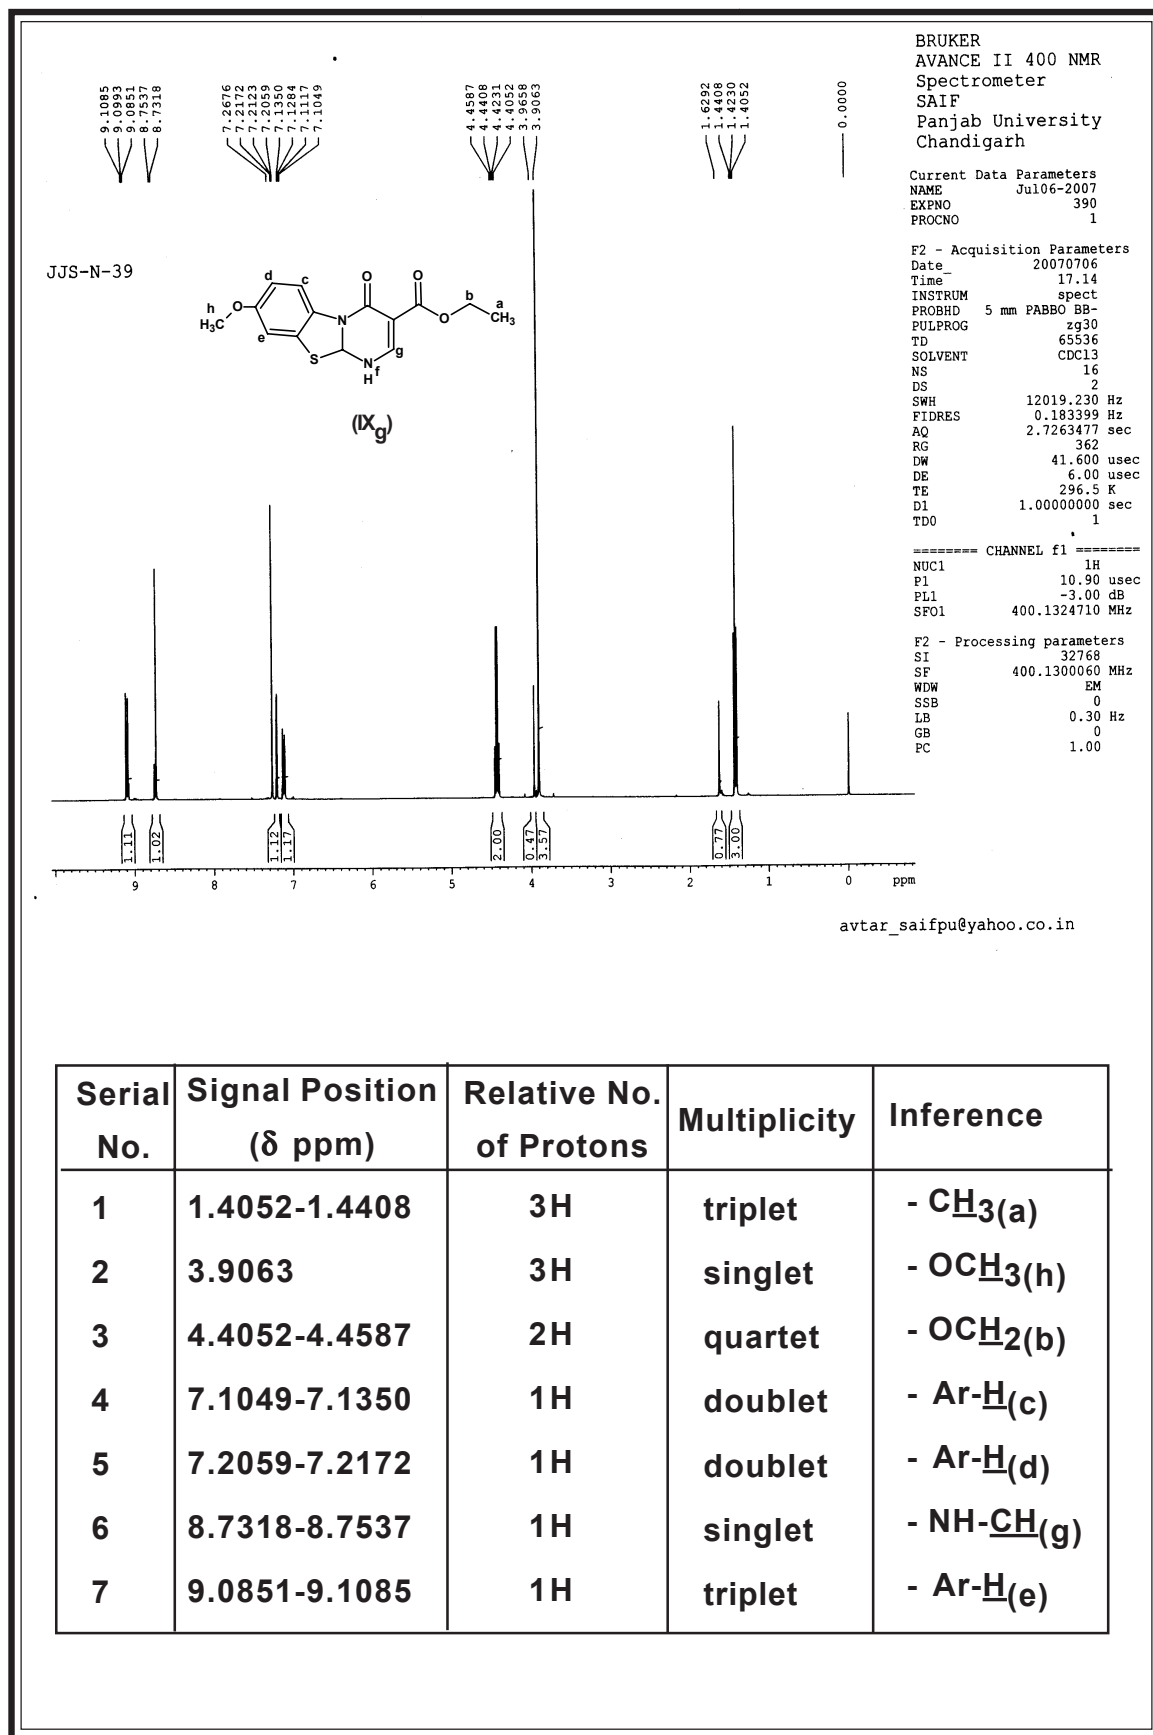 BRUKER
AVANCE II 400 NMR
Spectrometer
SAIF
Panjab University
Chandigarh
9.1085
9.0993
9.0851
8.7537
8.7318
7.2676
7.2172
7.2123
7.2059
7.1350
7.1284
7.1117
7.1049
4.4587
4.4408
4.4231
4.4052
3.9658
3.9063
1.6292
1.4408
1.4230
1.4052
0.0000
Current Data Parameters
NAME Jul06-2007
EXPNO 390
PROCNO 1
F2 - Acquisition Parameters
Date_ 20070706
Time 17.14
INSTRUM spect
PROBHD 5 mm PABBO BB-
PULPROG zg30
TD 65536
SOLVENT CDCl3
NS 16
DS 2
SWH 12019.230 Hz
FIDRES 0.183399 Hz
AQ 2.7263477 sec
RG 362
DW 41.600 usec
DE 6.00 usec
TE 296.5 K
D1 1.00000000 sec
TD0 1
======== CHANNEL f1 ========
NUC1 1H
P1 10.90 usec
PL1 -3.00 dB
SFO1 400.1324710 MHz
F2 - Processing parameters
SI 32768
SF 400.1300060 MHz
WDW EM
SSB 0
LB 0.30 Hz
GB 0
PC 1.00
JJS-N-39
d c O O b a
h O N O CH3
H3C e S N f g
H
(IXg)
1.11 1.02 1.12 1.17 2.00 0.47 3.57 0.77 3.00
9 8 7 6 5 4 3 2 1 0 ppm
avtar_saifpu@yahoo.co.in
Serial No. Signal Position (δ ppm) Relative No. of Protons Multiplicity Inference
1 1.4052-1.4408 3H triplet - CH3(a)
2 3.9063 3H singlet - OCH3(h)
3 4.4052-4.4587 2H quartet - OCH2(b)
4 7.1049-7.1350 1H doublet - Ar-H(c)
5 7.2059-7.2172 1H doublet - Ar-H(d)
6 8.7318-8.7537 1H singlet - NH-CH(g)
7 9.0851-9.1085 1H triplet - Ar-H(e)